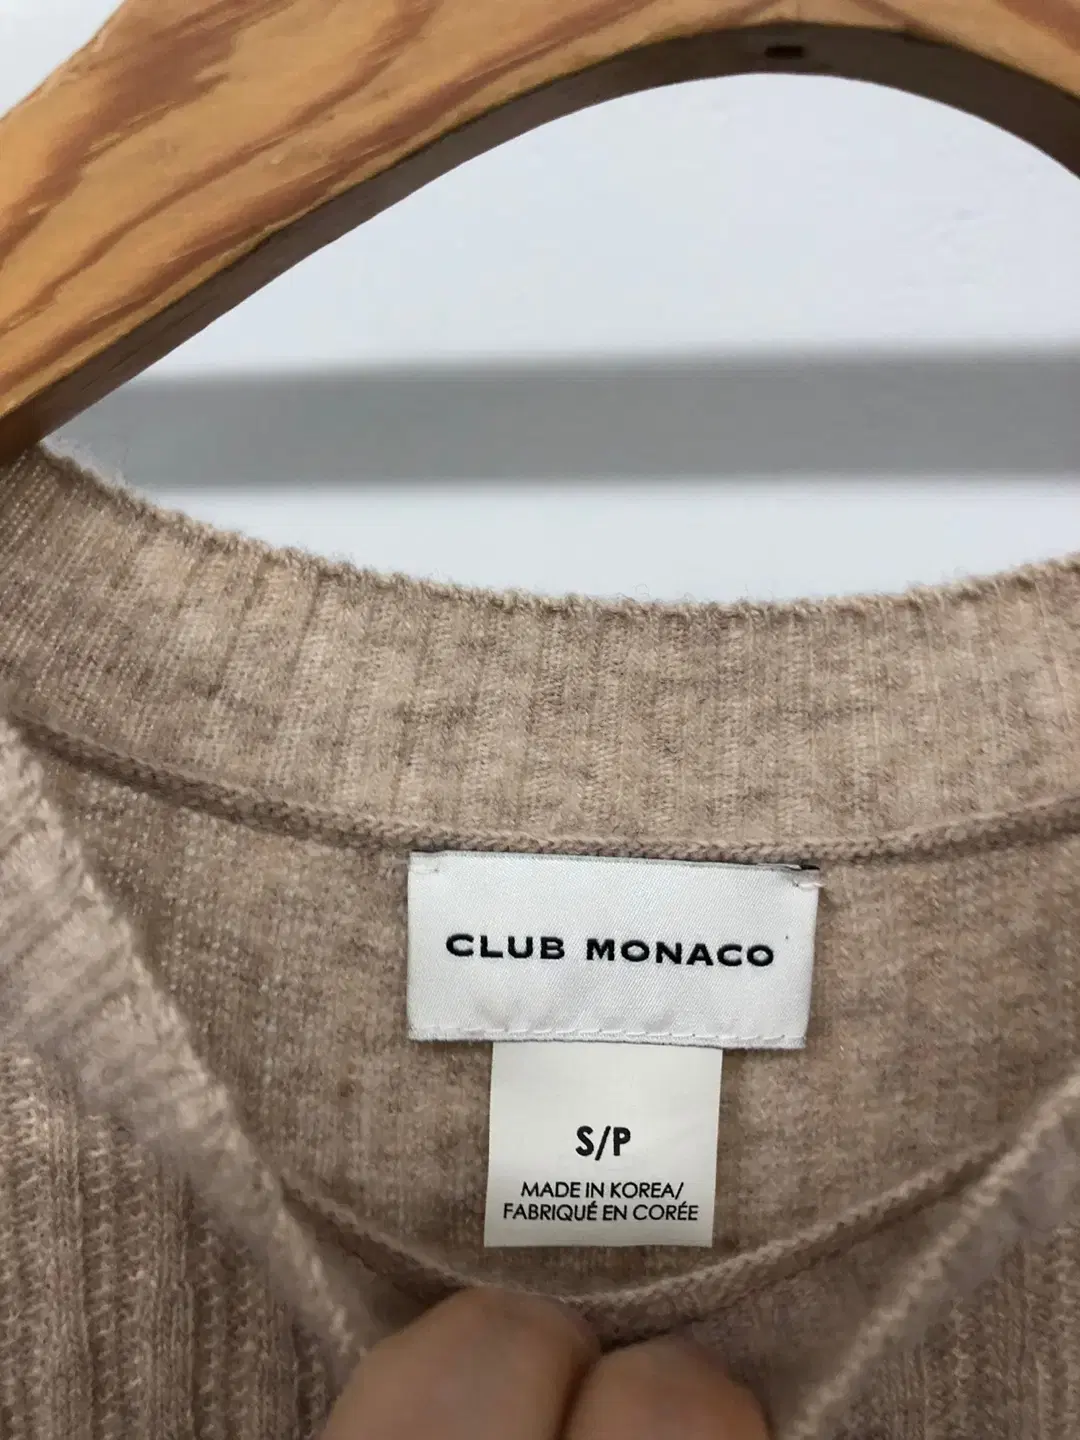 CLUB MONACO
S/P
MADE IN KOREA/
FABRIQUÉ EN CORÉE